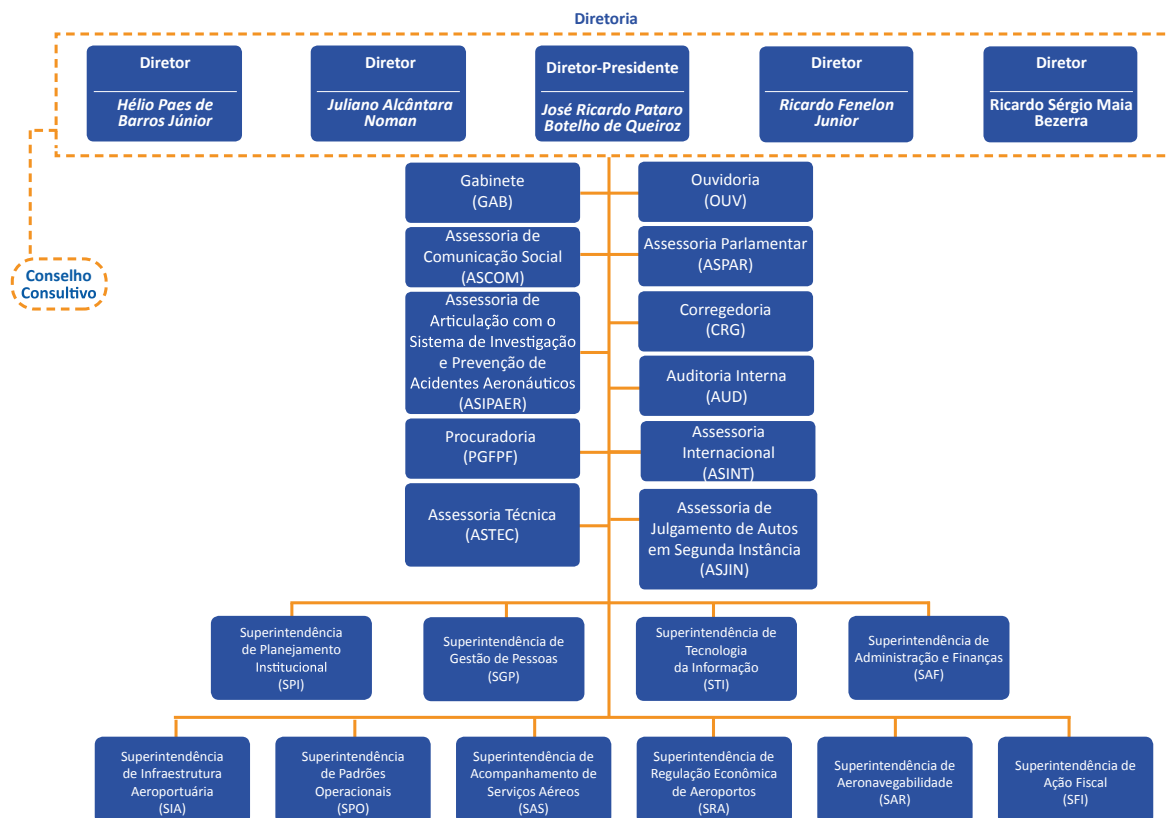 Diretoria
Diretor
Hélio Paes de
Barros Júnior
Diretor
Juliano Alcântara
Noman
Diretor-Presidente
José Ricardo Pataro
Botelho de Queiroz
Diretor
Ricardo Fenelon
Junior
Diretor
Ricardo Sérgio Maia
Bezerra
Conselho
Consultivo
Gabinete
(GAB)
Ouvidoria
(OUV)
Assessoria de
Comunicação Social
(ASCOM)
Assessoria Parlamentar
(ASPAR)
Assessoria de
Articulação com o
Sistema de Investigação
e Prevenção de
Acidentes Aeronáuticos
(ASIPAER)
Corregedoria
(CRG)
Auditoria Interna
(AUD)
Procuradoria
(PGFPF)
Assessoria
Internacional
(ASINT)
Assessoria Técnica
(ASTEC)
Assessoria de
Julgamento de Autos
em Segunda Instância
(ASJIN)
Superintendência
de Planejamento
Institucional
(SPI)
Superintendência de
Gestão de Pessoas
(SGP)
Superintendência de
Tecnologia
da Informação
(STI)
Superintendência de
Administração e Finanças
(SAF)
Superintendência
de Infraestrutura
Aeroportuária
(SIA)
Superintendência
de Padrões
Operacionais
(SPO)
Superintendência de
Acompanhamento de
Serviços Aéreos
(SAS)
Superintendência de
Regulação Econômica
de Aeroportos
(SRA)
Superintendência de
Aeronavegabilidade
(SAR)
Superintendência de
Ação Fiscal
(SFI)